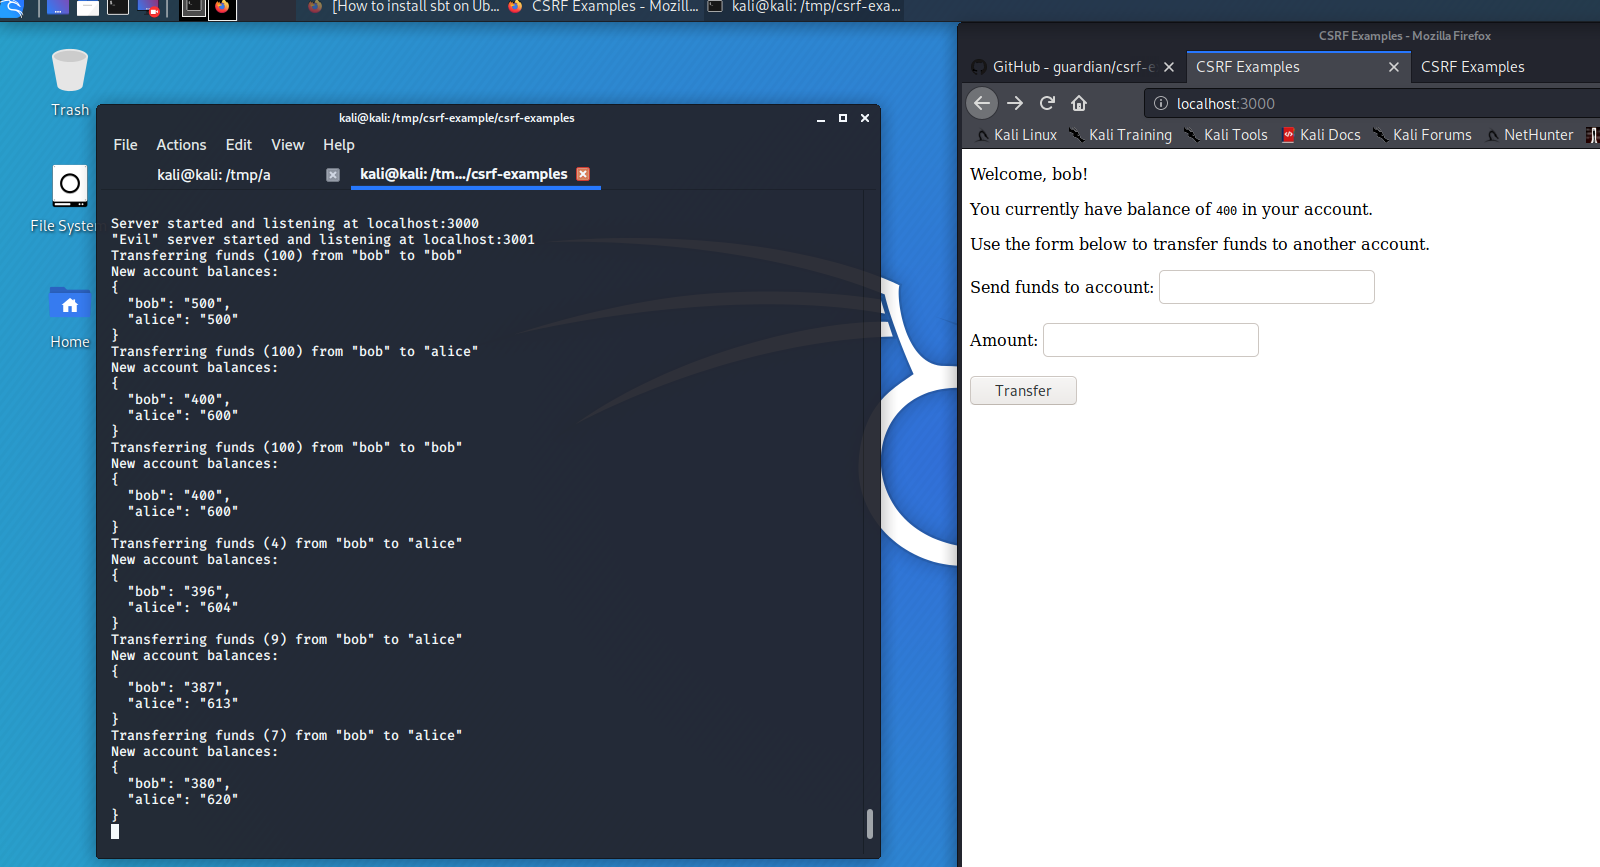 [How to install sbt on Ub...
CSRF Examples - Mozill...
kali@kali: /tmp/csrf-exa...
Trash
File System
Home
kali@kali: /tmp/csrf-example/csrf-examples
File Actions Edit View Help
kali@kali: /tmp/a
kali@kali: /tm.../csrf-examples
Server started and listening at localhost:3000
"Evil" server started and listening at localhost:3001
Transferring funds (100) from "bob" to "bob"
New account balances:
{
"bob": "500",
"alice": "500"
}
Transferring funds (100) from "bob" to "alice"
New account balances:
{
"bob": "400",
"alice": "600"
}
Transferring funds (100) from "bob" to "bob"
New account balances:
{
"bob": "400",
"alice": "600"
}
Transferring funds (4) from "bob" to "alice"
New account balances:
{
"bob": "396",
"alice": "604"
}
Transferring funds (9) from "bob" to "alice"
New account balances:
{
"bob": "387",
"alice": "613"
}
Transferring funds (7) from "bob" to "alice"
New account balances:
{
"bob": "380",
"alice": "620"
}
CSRF Examples - Mozilla Firefox
GitHub - guardian/csrf-e
CSRF Examples
CSRF Examples
localhost:3000
Kali Linux Kali Training Kali Tools Kali Docs Kali Forums NetHunter
Welcome, bob!
You currently have balance of 400 in your account.
Use the form below to transfer funds to another account.
Send funds to account:
Amount:
Transfer